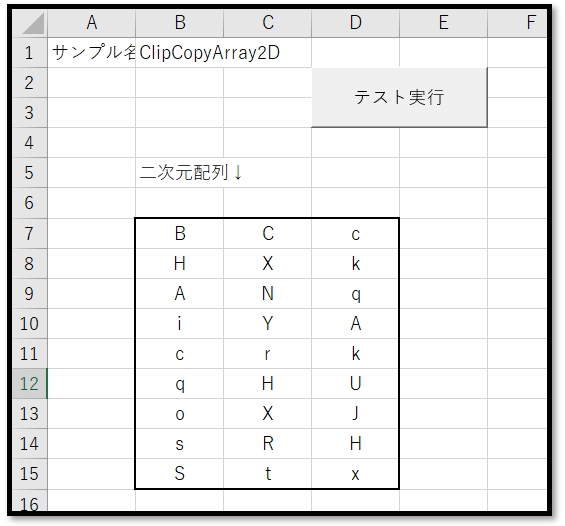 A B C D E F
1 サンプル名 ClipCopyArray2D
2 テスト実行
3
4
5 二次元配列↓
6
7 B C c
8 H X k
9 A N q
10 i Y A
11 c r k
12 q H U
13 o X J
14 s R H
15 S t x
16